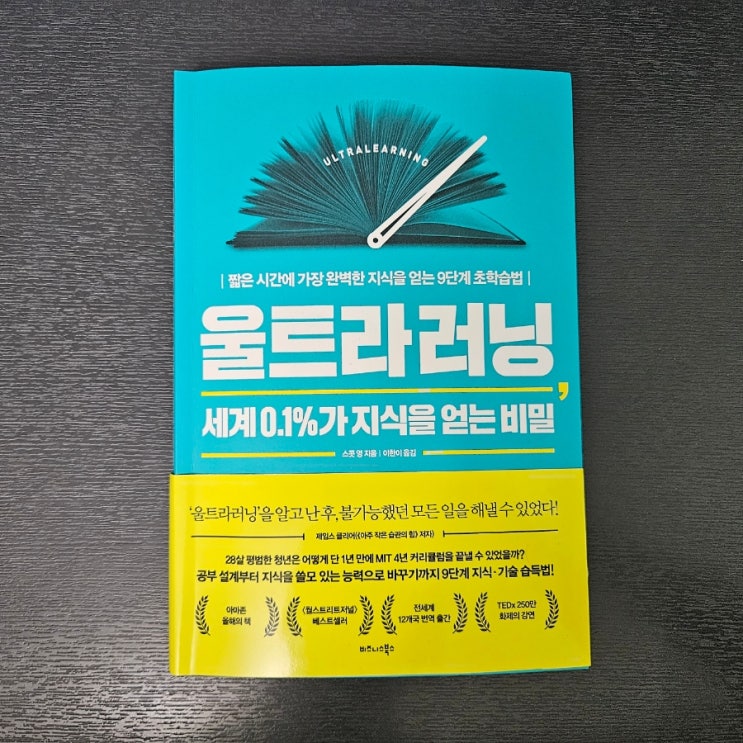 ULTRALEARNING
| 짧은 시간에 가장 완벽한 지식을 얻는 9단계 초학습법 |
울트라러닝,
세계 0.1%가 지식을 얻는 비밀
스콧 영 지음 | 이한이 옮김
‘울트라러닝’을 알고 난 후, 불가능했던 모든 일을 해낼 수 있었다!
제임스 클리어(《아주 작은 습관의 힘》 저자)
28살 평범한 청년은 어떻게 단 1년 만에 MIT 4년 커리큘럼을 끝낼 수 있었을까?
공부 설계부터 지식을 쓸모 있는 능력으로 바꾸기까지 9단계 지식·기술 습득법!
아마존
올해의 책
〈월스트리트저널〉
베스트셀러
전세계
12개국 번역 출간
TEDx 250만
화제의 강연
비즈니스북스